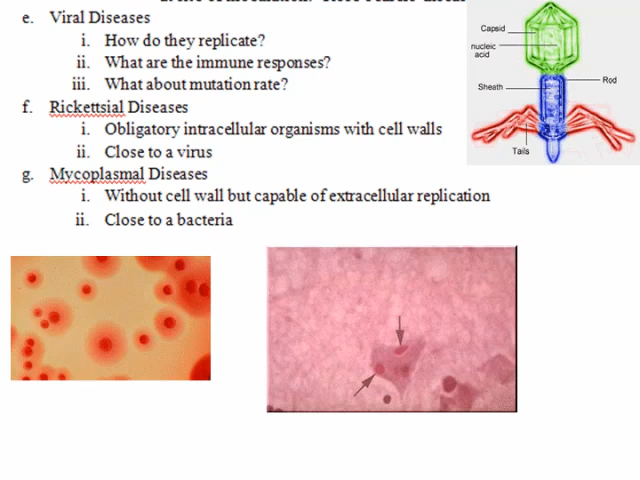 e. Viral Diseases
i. How do they replicate?
ii. What are the immune responses?
iii. What about mutation rate?
f. Rickettsial Diseases
i. Obligatory intracellular organisms with cell walls
ii. Close to a virus
g. Mycoplasmal Diseases
i. Without cell wall but capable of extracellular replication
ii. Close to a bacteria
Capsid
nucleic
acid
Sheath
Rod
Tails